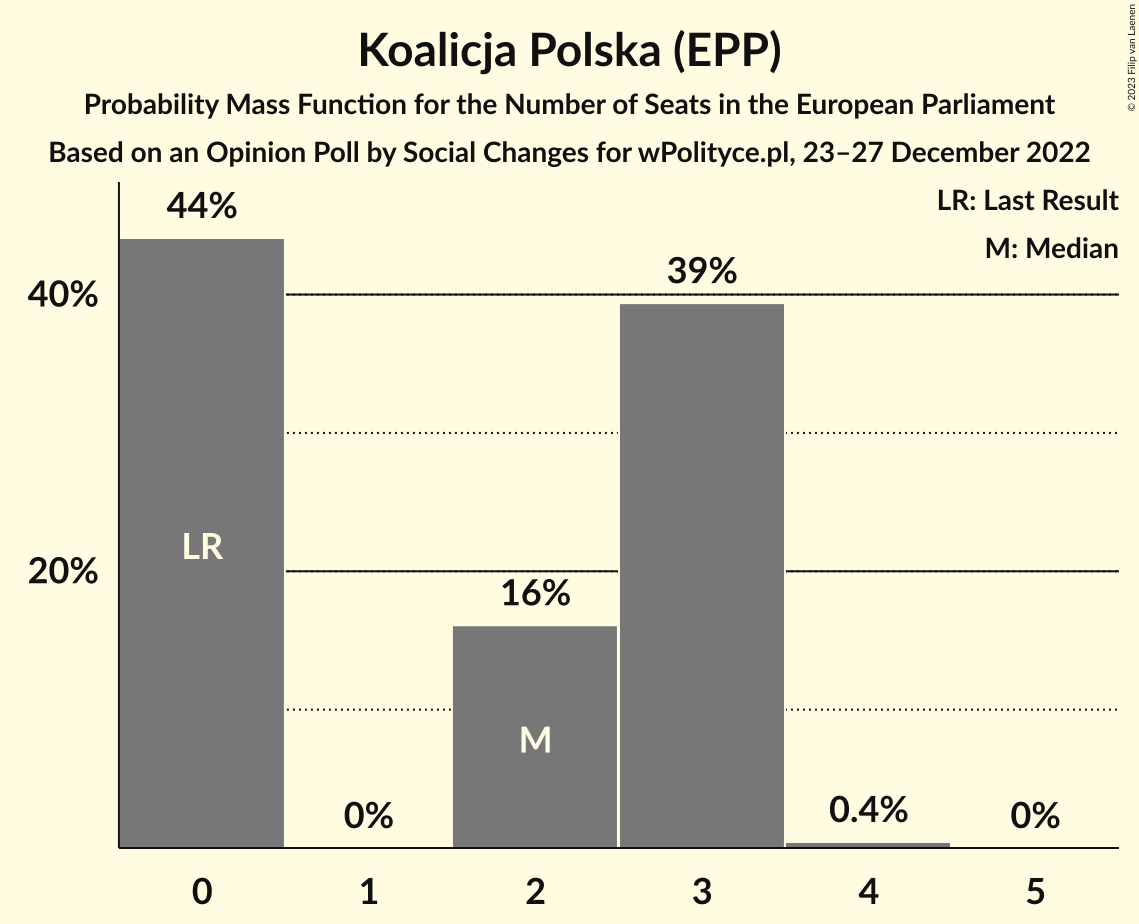 Koalicja Polska (EPP)
Probability Mass Function for the Number of Seats in the European Parliament
Based on an Opinion Poll by Social Changes for wPolityce.pl, 23–27 December 2022
© 2023 Filip van Laenen
LR: Last Result
M: Median
44%
39%
40%
LR
20%
16%
M
0%
0.4%
0%
0 1 2 3 4 5